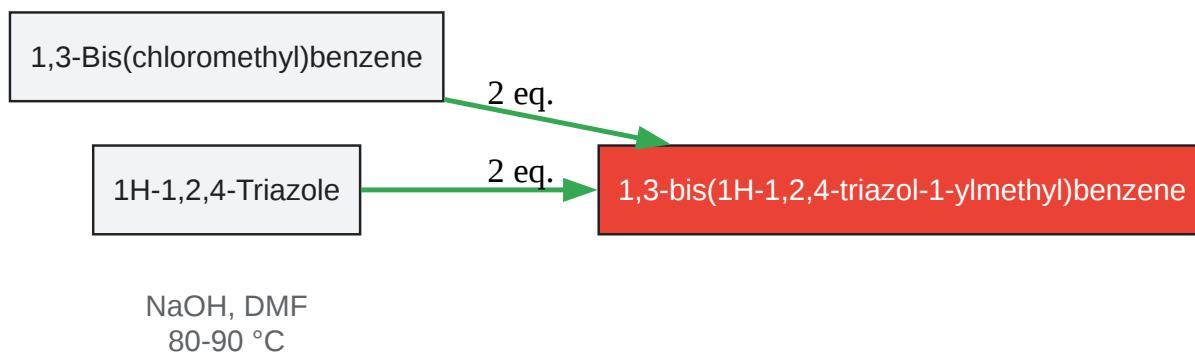 1,3-Bis(chloromethyl)benzene
2 eq.
1H-1,2,4-Triazole
2 eq.
1,3-bis(1H-1,2,4-triazol-1-ylmethyl)benzene
NaOH, DMF
80-90 °C